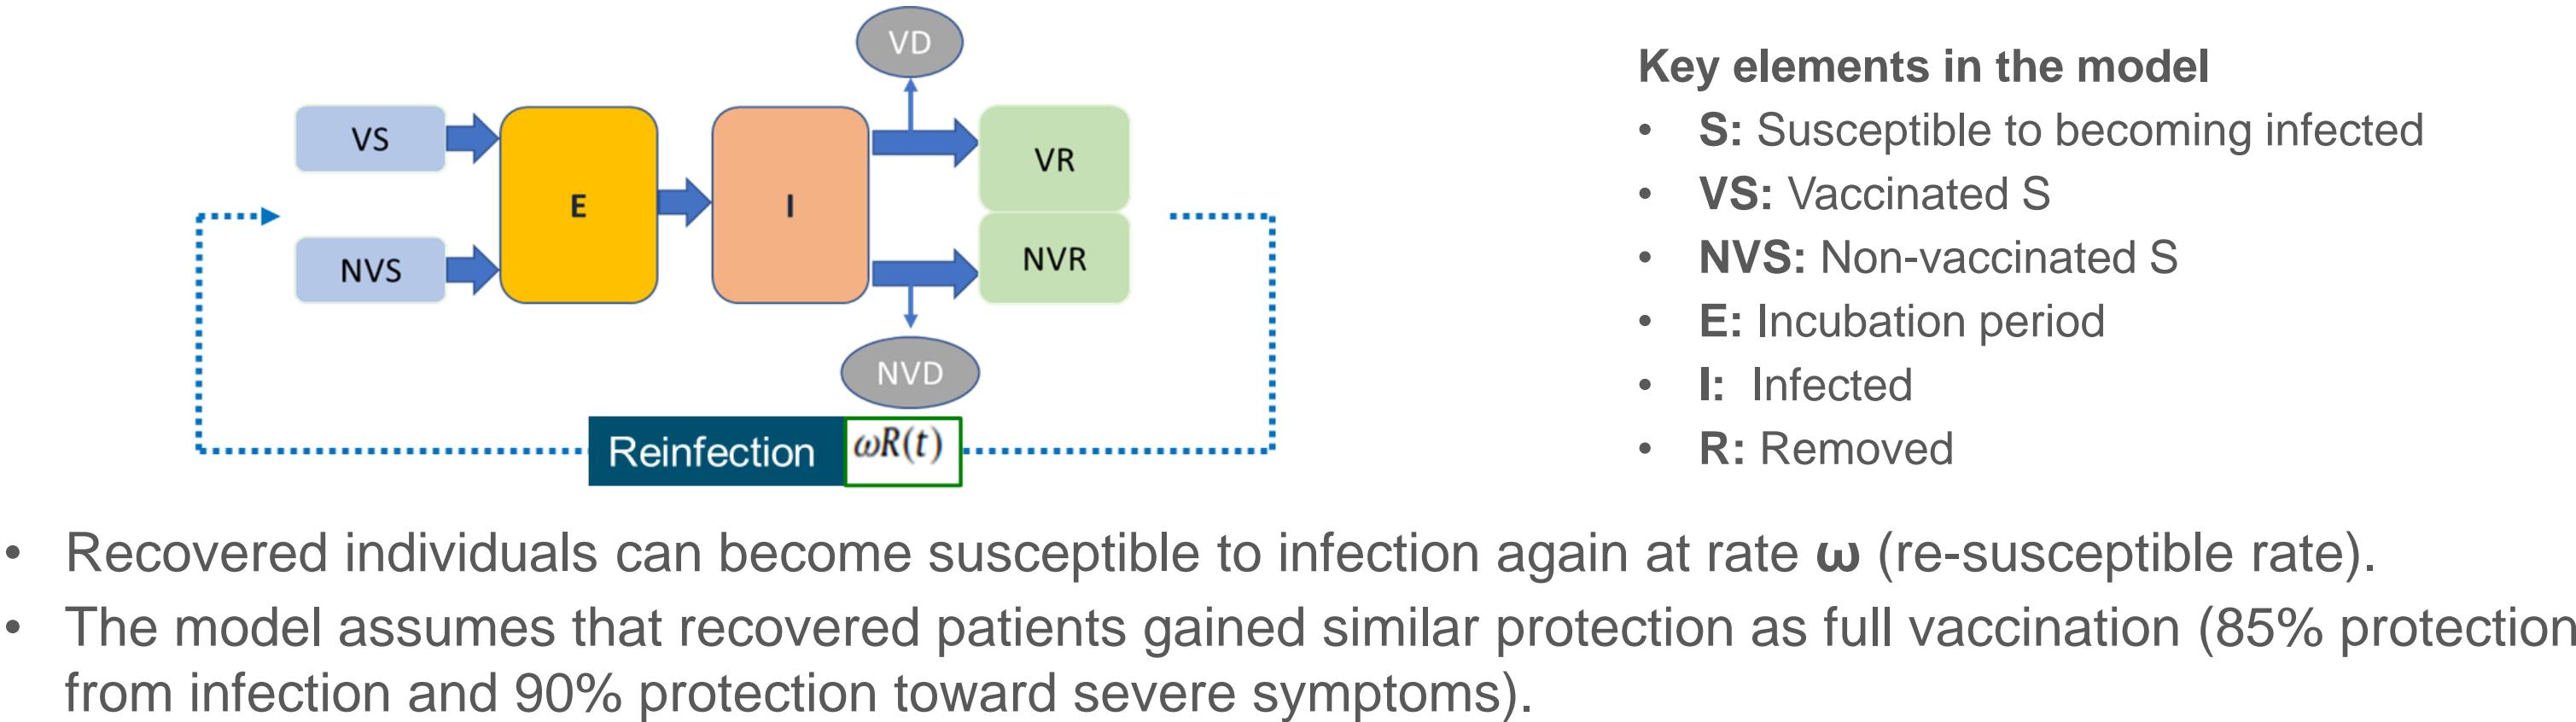 VD
VS
E
I
VR
NVS
NVR
NVD
Reinfection ωR(t)
Key elements in the model
• S: Susceptible to becoming infected
• VS: Vaccinated S
• NVS: Non-vaccinated S
• E: Incubation period
• I: Infected
• R: Removed
• Recovered individuals can become susceptible to infection again at rate ω (re-susceptible rate).
• The model assumes that recovered patients gained similar protection as full vaccination (85% protection
from infection and 90% protection toward severe symptoms).